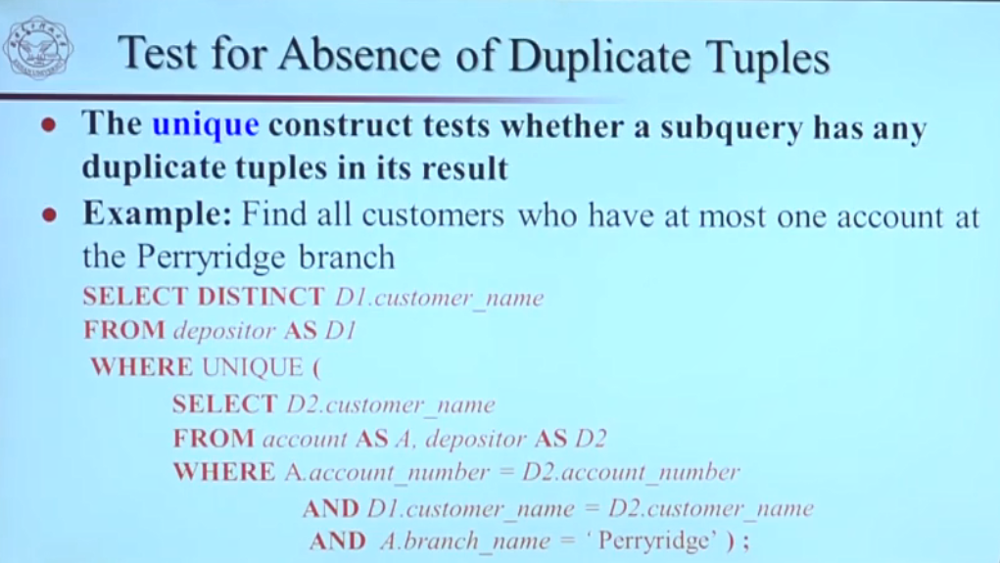 Test for Absence of Duplicate Tuples
● The unique construct tests whether a subquery has any
duplicate tuples in its result
● Example: Find all customers who have at most one account at
the Perryridge branch
SELECT DISTINCT D1.customer_name
FROM depositor AS D1
WHERE UNIQUE (
SELECT D2.customer_name
FROM account AS A, depositor AS D2
WHERE A.account_number = D2.account_number
AND D1.customer_name = D2.customer_name
AND A.branch_name = ‘ Perryridge’ ) ;